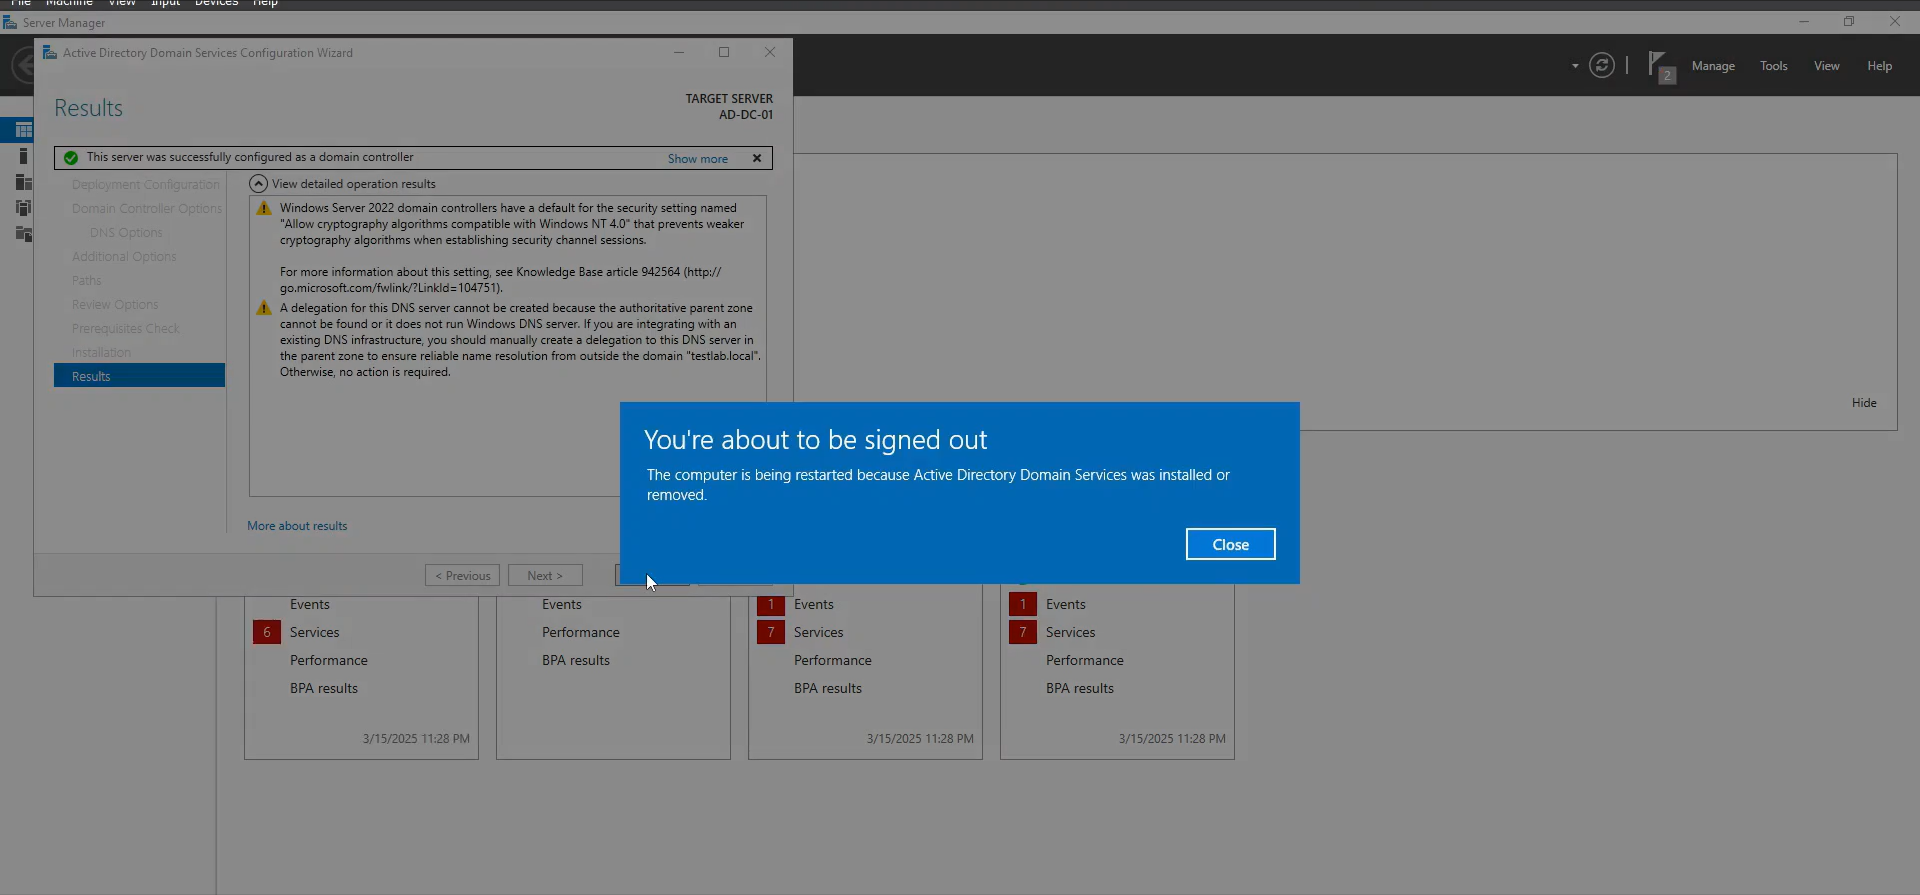 File Machine View Input Devices Help
Server Manager
Active Directory Domain Services Configuration Wizard
2
Manage
Tools
View
Help
Results
TARGET SERVER
AD-DC-01
This server was successfully configured as a domain controller
Show more
Deployment Configuration
Domain Controller Options
DNS Options
Additional Options
Paths
Review Options
Prerequisites Check
Installation
Results
View detailed operation results
Windows Server 2022 domain controllers have a default for the security setting named
"Allow cryptography algorithms compatible with Windows NT 4.0" that prevents weaker
cryptography algorithms when establishing security channel sessions.
For more information about this setting, see Knowledge Base article 942564 (http://
go.microsoft.com/fwlink/?LinkId=104751).
A delegation for this DNS server cannot be created because the authoritative parent zone
cannot be found or it does not run Windows DNS server. If you are integrating with an
existing DNS infrastructure, you should manually create a delegation to this DNS server in
the parent zone to ensure reliable name resolution from outside the domain "testlab.local".
Otherwise, no action is required.
Hide
You're about to be signed out
The computer is being restarted because Active Directory Domain Services was installed or
removed.
Close
More about results
< Previous
Next >
Events
6 Services
Performance
BPA results
3/15/2025 11:28 PM
Events
Performance
BPA results
1 Events
7 Services
Performance
BPA results
3/15/2025 11:28 PM
1 Events
7 Services
Performance
BPA results
3/15/2025 11:28 PM